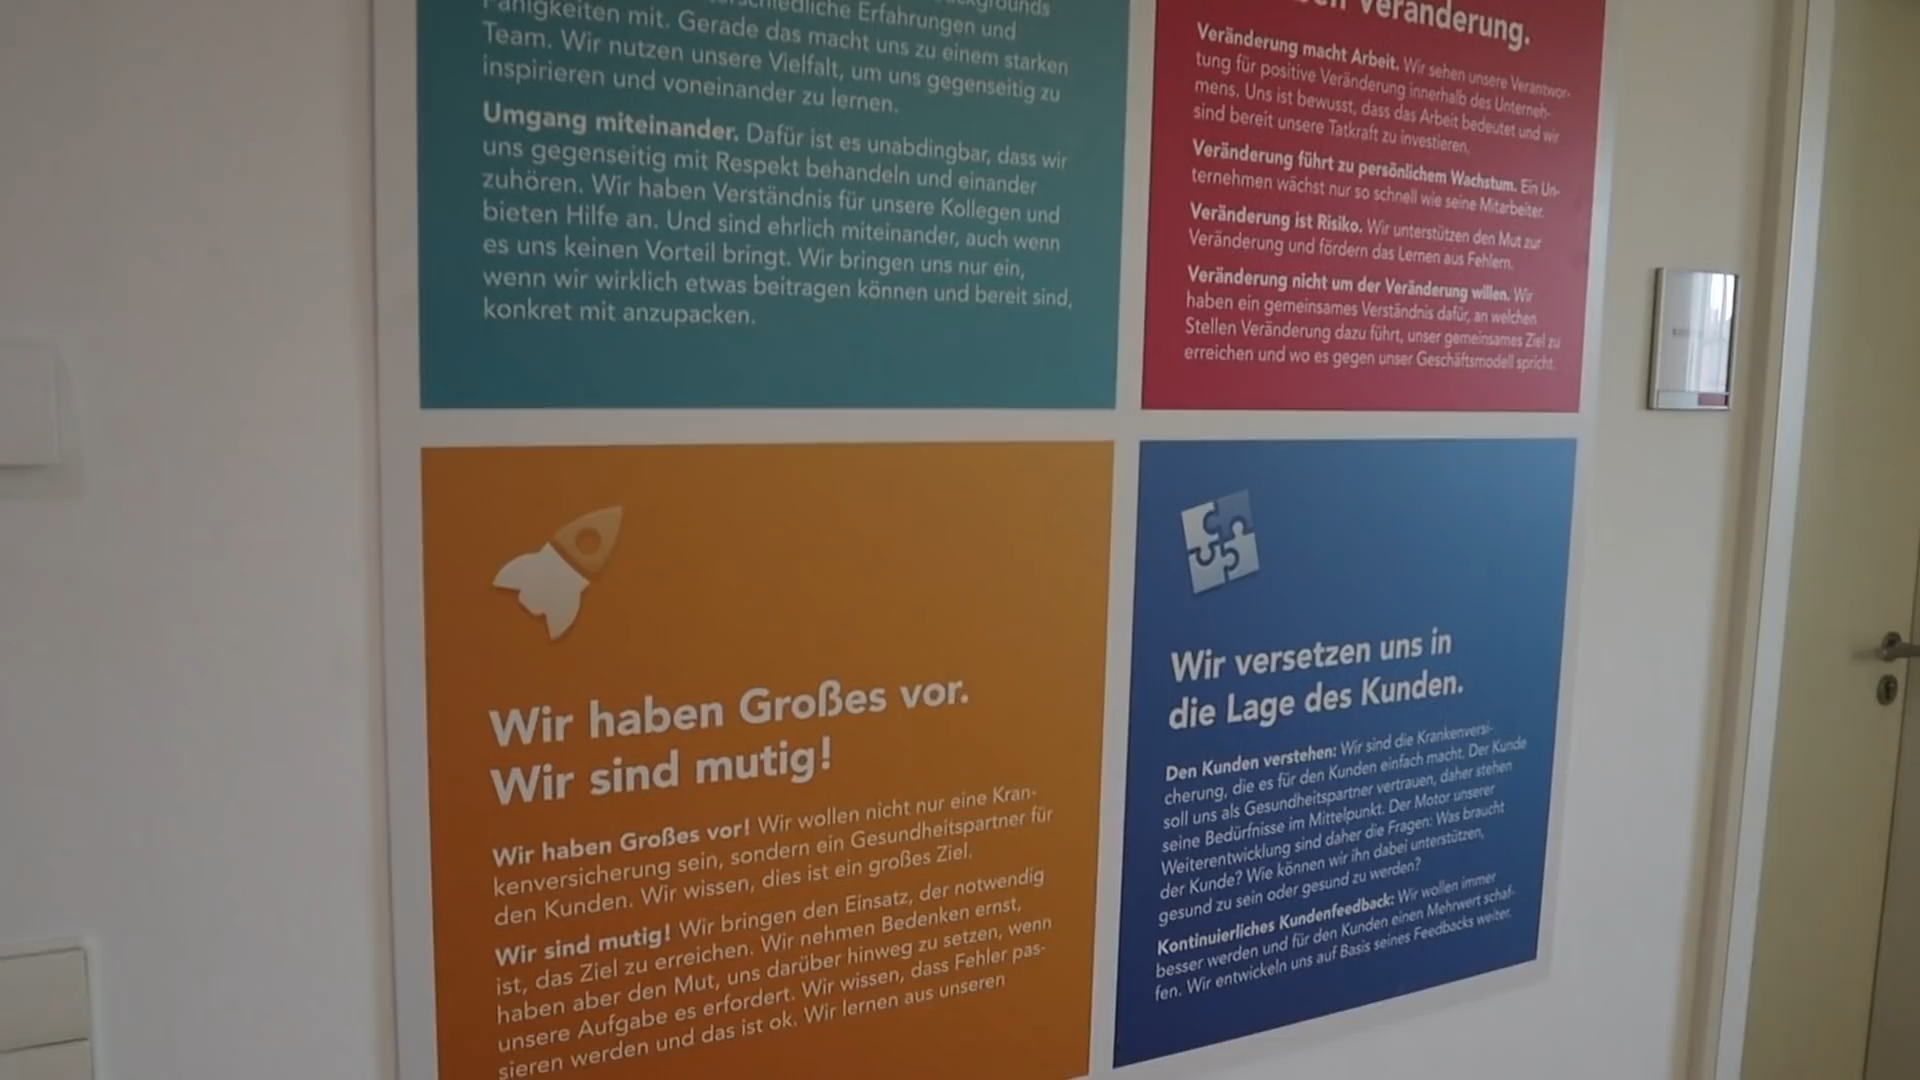 unterschiedliche Erfahrungen und
Fähigkeiten mit. Gerade das macht uns zu einem starken
Team. Wir nutzen unsere Vielfalt, um uns gegenseitig zu
inspirieren und voneinander zu lernen.
Umgang miteinander. Dafür ist es unabdingbar, dass wir
uns gegenseitig mit Respekt behandeln und einander
zuhören. Wir haben Verständnis für unsere Kollegen und
bieten Hilfe an. Und sind ehrlich miteinander, auch wenn
es uns keinen Vorteil bringt. Wir bringen uns nur ein,
wenn wir wirklich etwas beitragen können und bereit sind,
konkret mit anzupacken.
Veränderung.
Veränderung macht Arbeit. Wir sehen unsere Verantwor-
tung für positive Veränderung innerhalb des Unterneh-
mens. Uns ist bewusst, dass das Arbeit bedeutet und wir
sind bereit unsere Tatkraft zu investieren.
Veränderung führt zu persönlichem Wachstum. Ein Un-
ternehmen wächst nur so schnell wie seine Mitarbeiter.
Veränderung ist Risiko. Wir unterstützen den Mut zur
Veränderung und fördern das Lernen aus Fehlern.
Veränderung nicht um der Veränderung willen. Wir
haben ein gemeinsames Verständnis dafür, an welchen
Stellen Veränderung dazu führt, unser gemeinsames Ziel zu
erreichen und wo es gegen unser Geschäftsmodell spricht.
Wir haben Großes vor.
Wir sind mutig!
Wir haben Großes vor! Wir wollen nicht nur eine Kran-
kenversicherung sein, sondern ein Gesundheitspartner für
den Kunden. Wir wissen, dies ist ein großes Ziel.
Wir sind mutig! Wir bringen den Einsatz, der notwendig
ist, das Ziel zu erreichen. Wir nehmen Bedenken ernst,
haben aber den Mut, uns darüber hinweg zu setzen, wenn
unsere Aufgabe es erfordert. Wir wissen, dass Fehler pas-
sieren werden und das ist ok. Wir lernen aus unseren
Wir versetzen uns in
die Lage des Kunden.
Den Kunden verstehen: Wir sind die Krankenversi-
cherung, die es für den Kunden einfach macht. Der Kunde
soll uns als Gesundheitspartner vertrauen, daher stehen
seine Bedürfnisse im Mittelpunkt. Der Motor unserer
Weiterentwicklung sind daher die Fragen: Was braucht
der Kunde? Wie können wir ihn dabei unterstützen,
gesund zu sein oder gesund zu werden?
Kontinuierliches Kundenfeedback: Wir wollen immer
besser werden und für den Kunden einen Mehrwert schaf-
fen. Wir entwickeln uns auf Basis seines Feedbacks weiter.